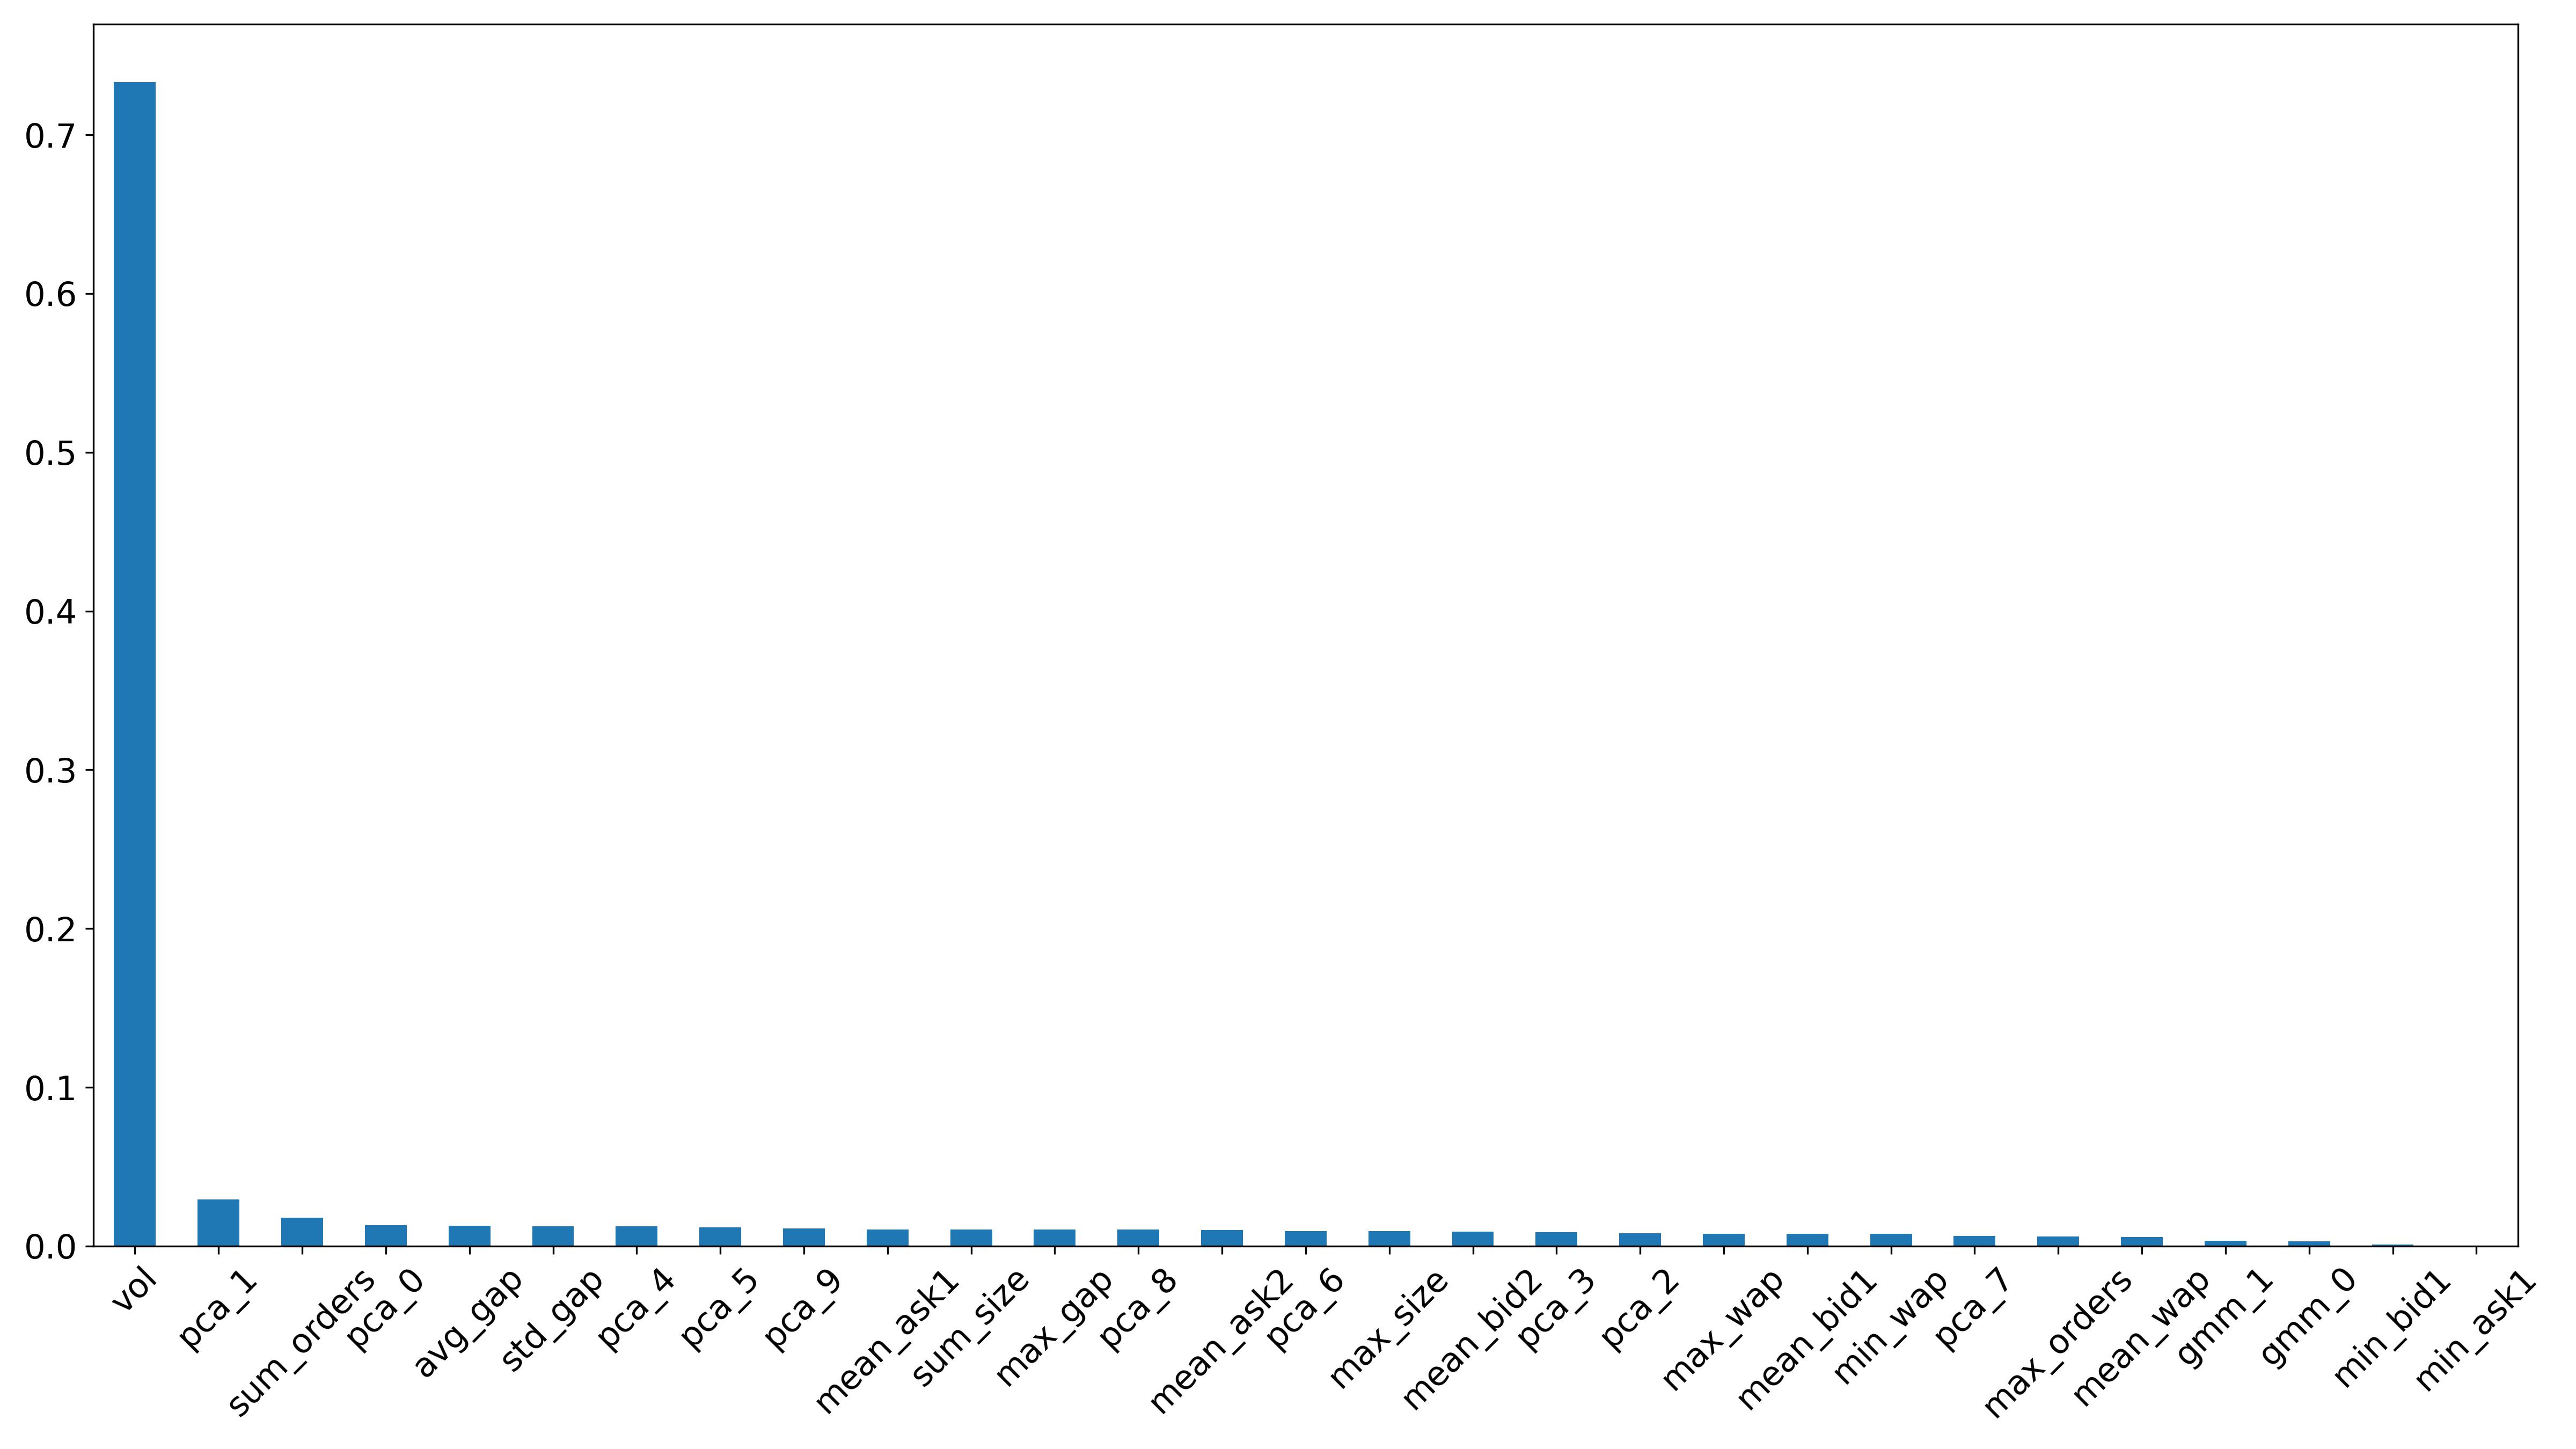 0.7
0.6
0.5
0.4
0.3
0.2
0.1
0.0
vol
pca_1
sum_orders
pca_0
avg_gap
std_gap
pca_4
pca_5
pca_9
mean_ask1
sum_size
max_gap
pca_8
mean_ask2
pca_6
max_size
mean_bid2
pca_3
pca_2
max_wap
mean_bid1
min_wap
pca_7
max_orders
mean_wap
gmm_1
gmm_0
min_bid1
min_ask1